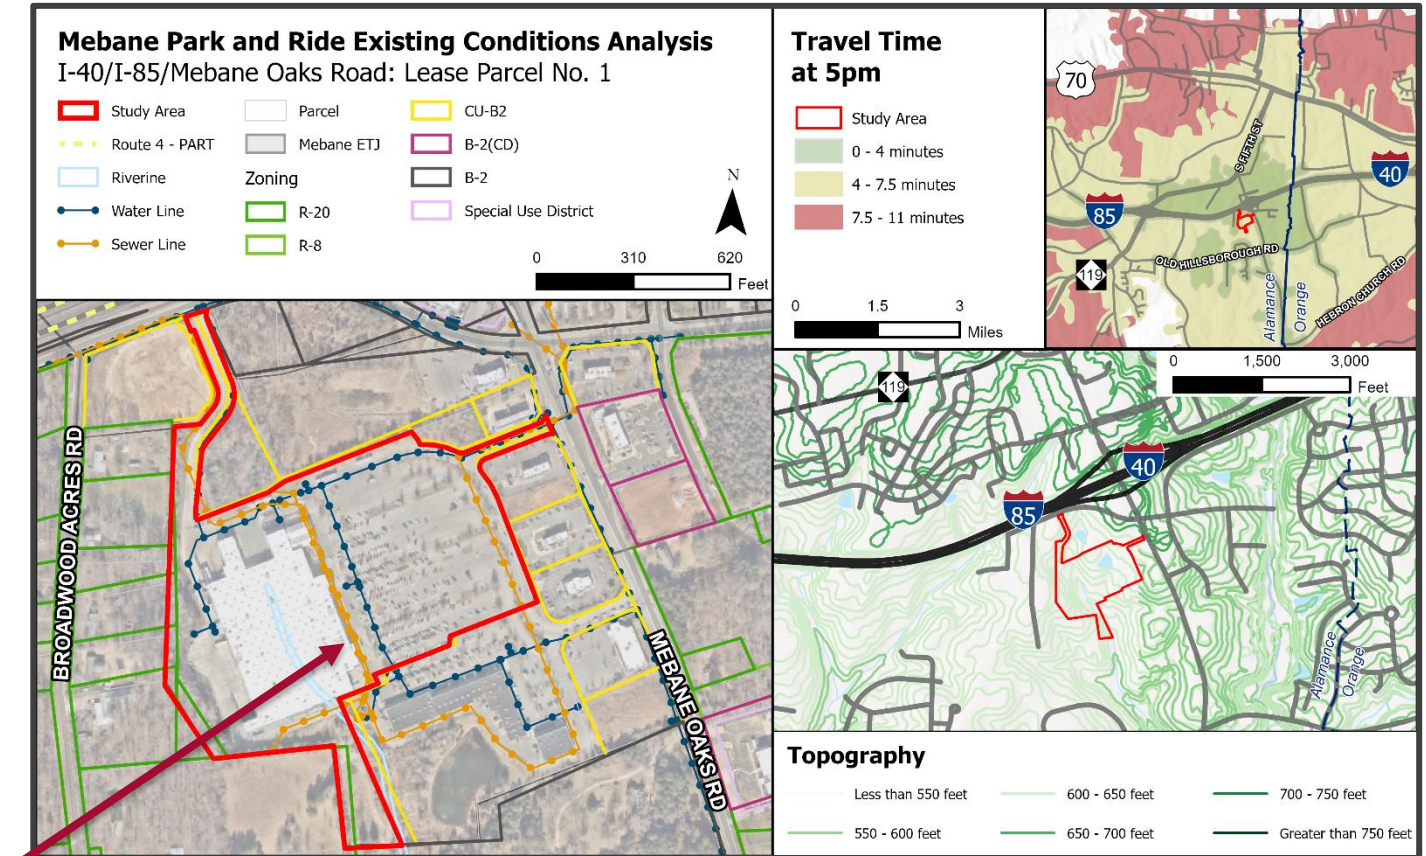 Mebane Park and Ride Existing Conditions Analysis
I-40/I-85/Mebane Oaks Road: Lease Parcel No. 1
Study Area
Route 4 - PART
Riverine
Water Line
Sewer Line
Parcel
Mebane ETJ
Zoning
R-20
R-8
CU-B2
B-2(CD)
B-2
Special Use District
N
0 310 620
Feet
Travel Time
at 5pm
Study Area
0 - 4 minutes
4 - 7.5 minutes
7.5 - 11 minutes
0 1.5 3
Miles
70
S FIFTH ST
40
85
OLD HILLSBOROUGH RD
119
HEBRON CHURCH RD
Alamance
Orange
BROADWOOD ACRES RD
MEBANE OAKS RD
0 1,500 3,000
Feet
119
40
85
Alamance
Orange
Topography
Less than 550 feet
550 - 600 feet
600 - 650 feet
650 - 700 feet
700 - 750 feet
Greater than 750 feet